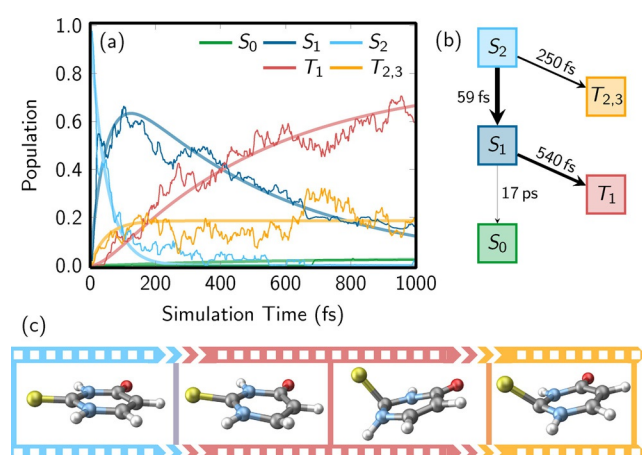 (a)
S₀ S₁ S₂
T₁ T₂,₃
Population
1.0
0.8
0.6
0.4
0.2
0.0
0 200 400 600 800 1000
Simulation Time (fs)
(b)
S₂
250 fs
T₂,₃
59 fs
S₁
540 fs
T₁
17 ps
S₀
(c)